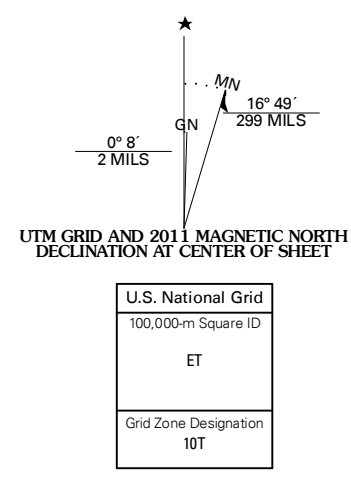 ★
MN
GN
16° 49´
299 MILS
0° 8´
2 MILS
UTM GRID AND 2011 MAGNETIC NORTH
DECLINATION AT CENTER OF SHEET
U.S. National Grid
100,000-m Square ID
ET
Grid Zone Designation
10T